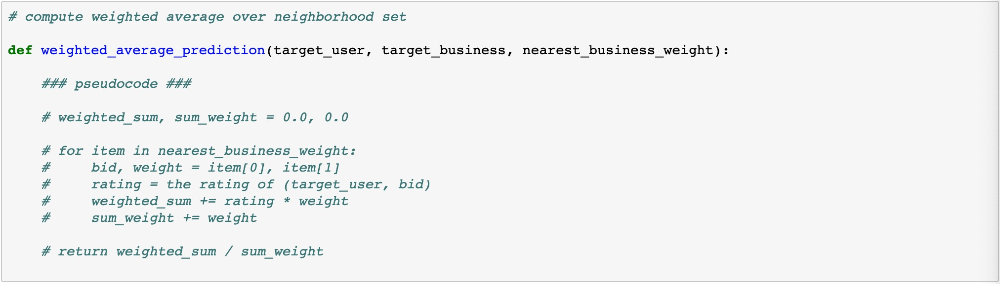 # compute weighted average over neighborhood set
def weighted_average_prediction(target_user, target_business, nearest_business_weight):
### pseudocode ###
# weighted_sum, sum_weight = 0.0, 0.0
# for item in nearest_business_weight:
#     bid, weight = item[0], item[1]
#     rating = the rating of (target_user, bid)
#     weighted_sum += rating * weight
#     sum_weight += weight
# return weighted_sum / sum_weight